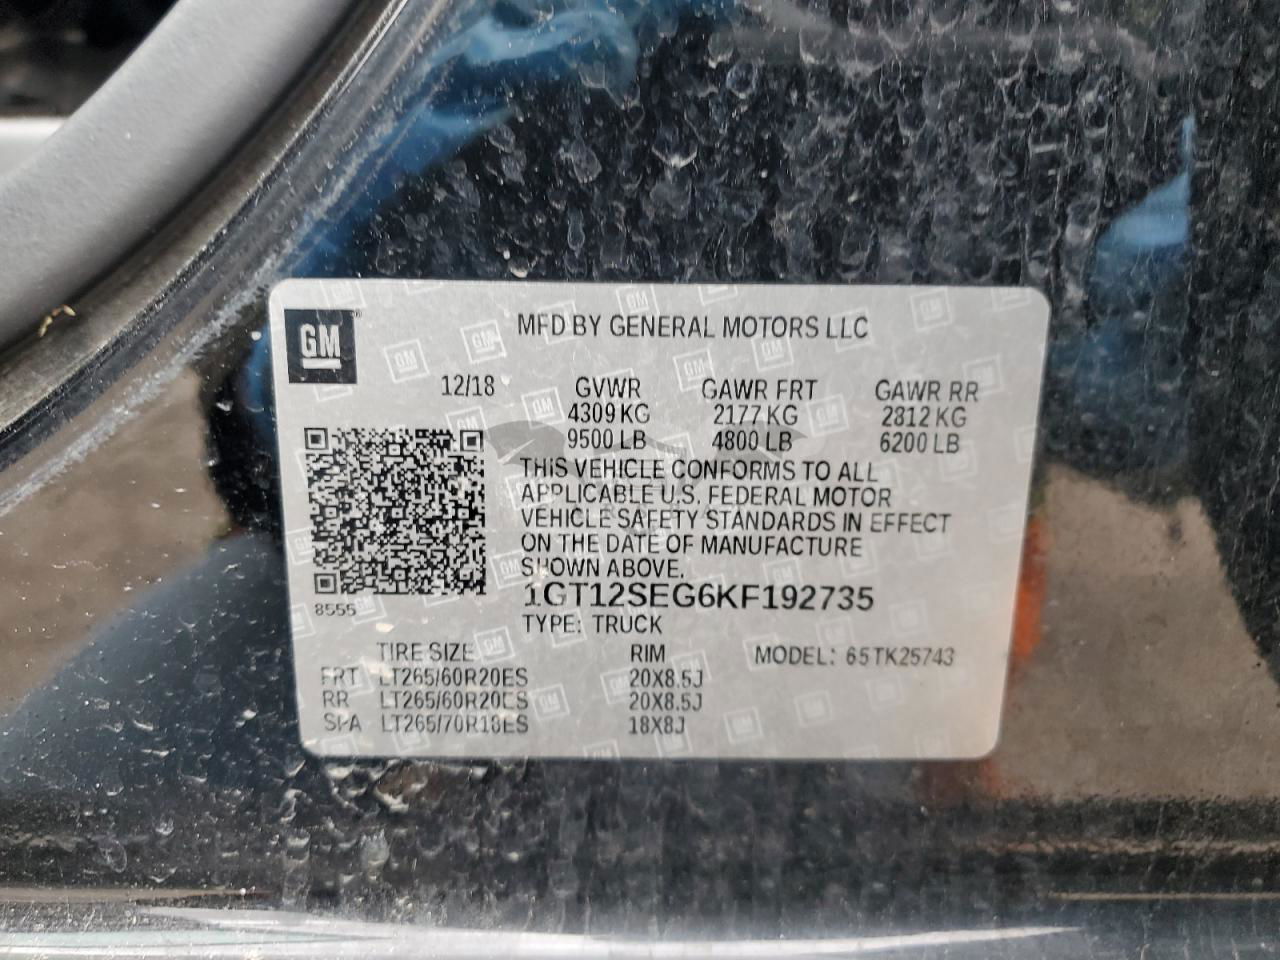 GM
MFD BY GENERAL MOTORS LLC
12/18 GVWR GAWR FRT GAWR RR
4309 KG 2177 KG 2812 KG
9500 LB 4800 LB 6200 LB
THIS VEHICLE CONFORMS TO ALL
APPLICABLE U.S. FEDERAL MOTOR
VEHICLE SAFETY STANDARDS IN EFFECT
ON THE DATE OF MANUFACTURE
SHOWN ABOVE.
8555
1GT12SEG6KF192735
TYPE: TRUCK
TIRE SIZE RIM MODEL: 65TK25743
FRT LT265/60R20ES 20X8.5J
RR LT265/60R20ES 20X8.5J
SPA LT265/70R18ES 18X8J